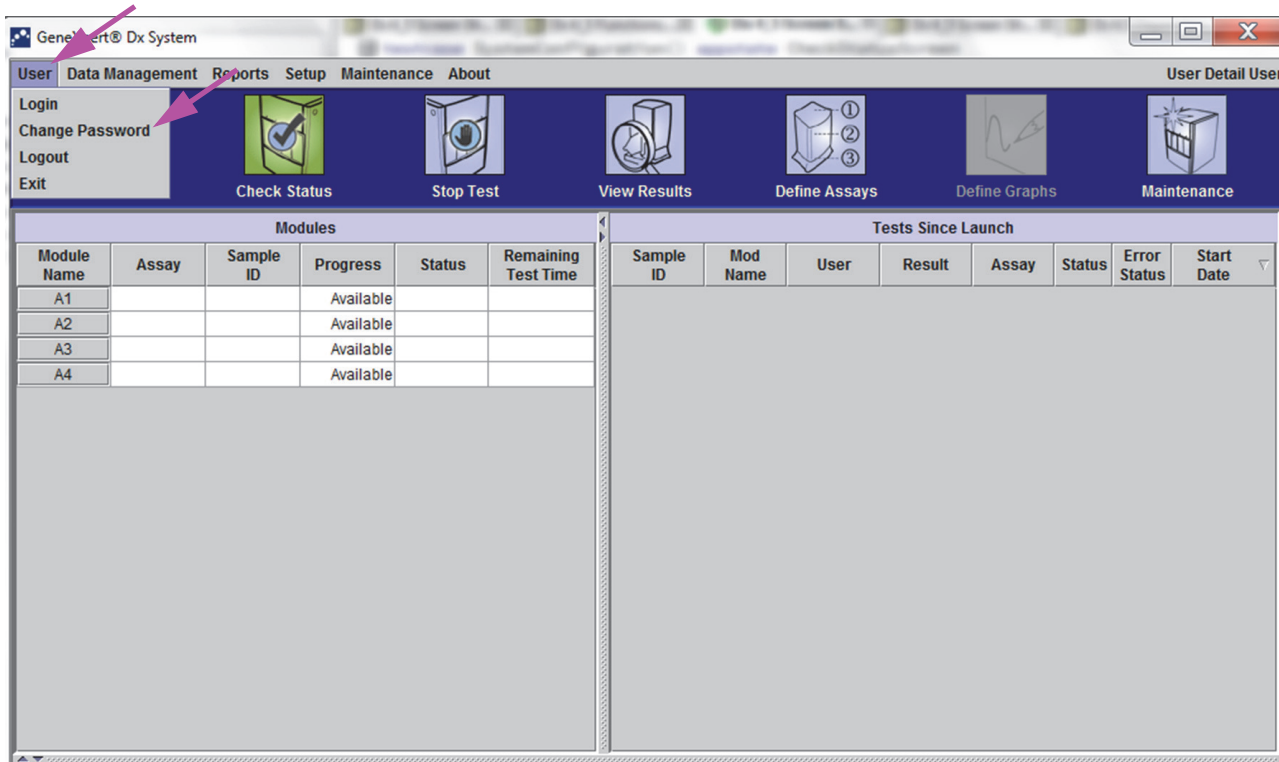 GeneXpert® Dx System
User Data Management Reports Setup Maintenance About User Detail User
Login
Change Password
Logout
Exit
Check Status Stop Test View Results Define Assays Define Graphs Maintenance
① ② ③
Modules Tests Since Launch
Module Name Assay Sample ID Progress Status Remaining Test Time Sample ID Mod Name User Result Assay Status Error Status Start Date
A1 Available
A2 Available
A3 Available
A4 Available